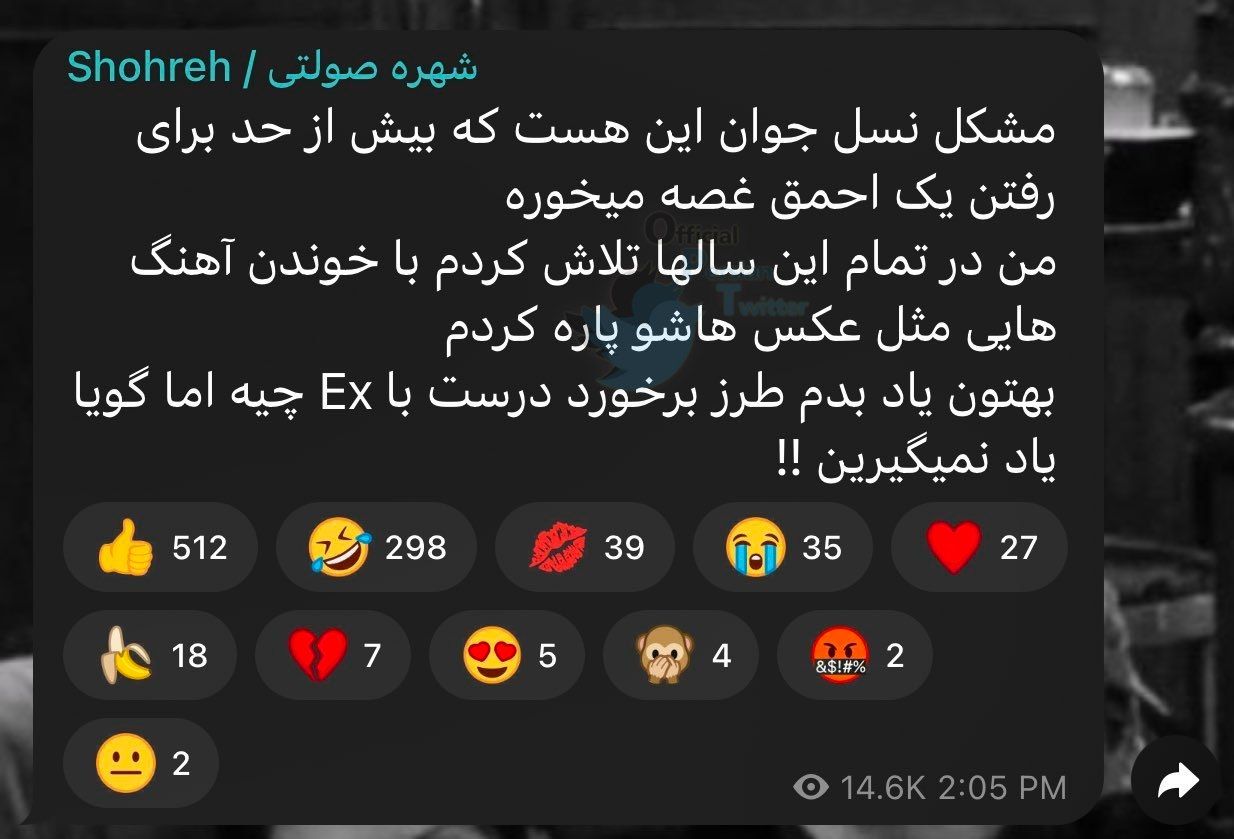 Shohreh / شهره صولتی
مشکل نسل جوان این هست که بیش از حد برای
رفتن یک احمق غصه میخوره
من در تمام این سالها تلاش کردم با خوندن آهنگ
هایی مثل عکس هاشو پاره کردم
بهتون یاد بدم طرز برخورد درست با Ex چیه اما گویا
یاد نمیگیرین !!
512 298 39 35 27
18 7 5 4 &$!#% 2
2
14.6K 2:05 PM
Official
Twitter